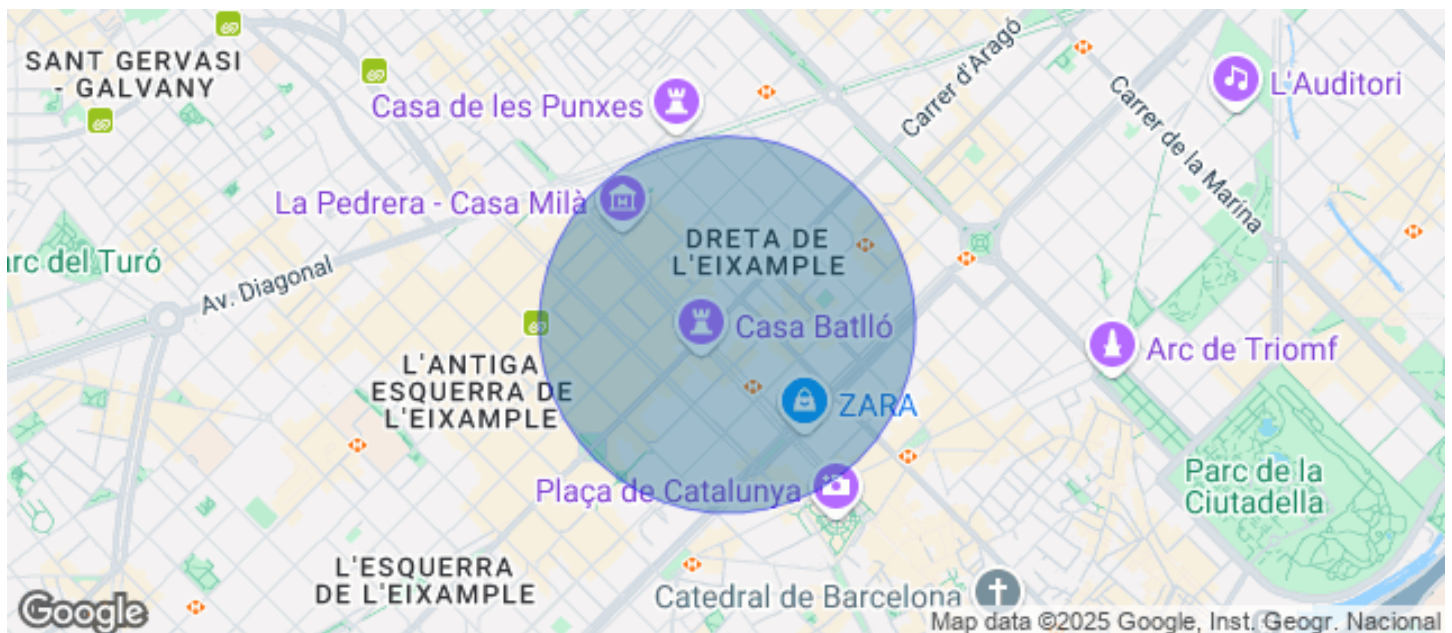 SANT GERVASI
- GALVANY
Casa de les Punxes
Carrer d'Aragó
L'Auditori
Carrer de la Marina
La Pedrera - Casa Milà
DRETA DE
L'EIXAMPLE
arc del Turó
Av. Diagonal
Casa Batlló
Arc de Triomf
L'ANTIGA
ESQUERRA DE
L'EIXAMPLE
ZARA
Plaça de Catalunya
Parc de la
Ciutadella
L'ESQUERRA
DE L'EIXAMPLE
Catedral de Barcelona
Google
Map data ©2025 Google, Inst. Geogr. Nacional